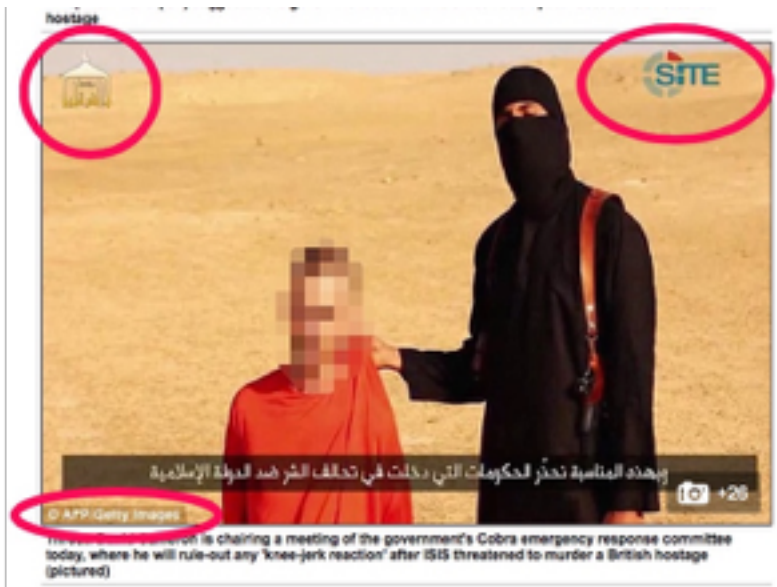 hostage
SITE
وبهذه المناسبة نحذّر الحكومات التي دخلت في تحالف الشر ضد الدولة الإسلامية
+26
© AFP/Getty Images
is chairing a meeting of the government's Cobra emergency response committee
today, where he will rule-out any 'knee-jerk reaction' after ISIS threatened to murder a British hostage
(pictured)